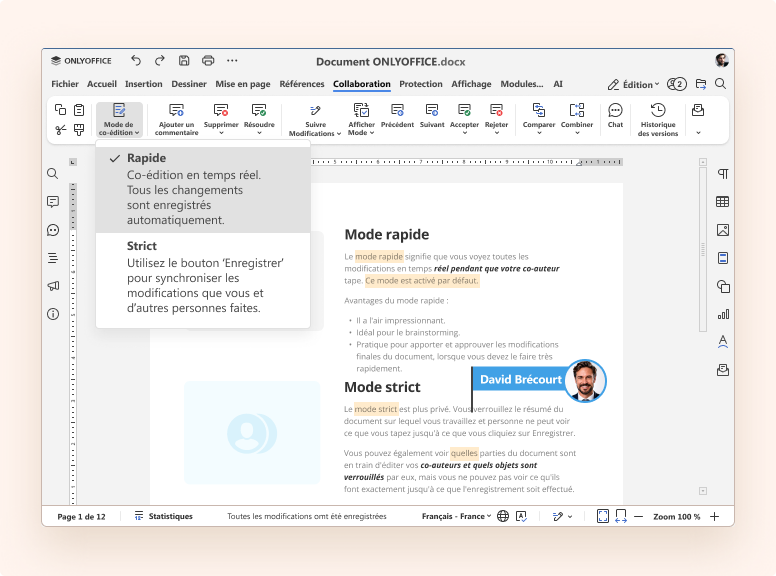 ONLYOFFICE
Document ONLYOFFICE.docx
Fichier Accueil Insertion Dessiner Mise en page Références Collaboration Protection Affichage Modules... AI Édition 2
Mode de
co-édition
Ajouter un
commentaire
Supprimer
Résoudre
Suivre
Modifications
Afficher
Mode
Précédent
Suivant
Accepter
Rejeter
Comparer
Combiner
Chat
Historique
des versions
Rapide
Co-édition en temps réel.
Tous les changements
sont enregistrés
automatiquement.
Strict
Utilisez le bouton ‘Enregistrer’
pour synchroniser les
modifications que vous et
d’autres personnes faites.
5 6 7 8 9 10 11
Mode rapide
Le mode rapide signifie que vous voyez toutes les
modifications en temps réel pendant que votre co-auteur
tape. Ce mode est activé par défaut.
Avantages du mode rapide :
• Il a l'air impressionnant.
• Idéal pour le brainstorming.
• Pratique pour apporter et approuver les modifications
finales du document, lorsque vous devez le faire très
rapidement.
David Brécourt
Mode strict
Le mode strict est plus privé. Vous verrouillez le résumé du
document sur lequel vous travaillez et personne ne peut voir
ce que vous tapez jusqu'à ce que vous cliquiez sur Enregistrer.
Vous pouvez également voir quelles parties du document sont
en train d'éditer vos co-auteurs et quels objets sont
verrouillés par eux, mais vous ne pouvez pas voir ce qu'ils
font exactement jusqu'à ce que l'enregistrement soit effectué.
Page 1 de 12 Statistiques Toutes les modifications omt été enregistrées Français - France Zoom 100 %